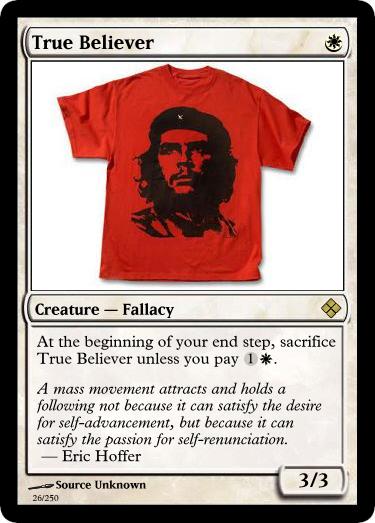 True Believer
Creature — Fallacy
At the beginning of your end step, sacrifice
True Believer unless you pay 1.
A mass movement attracts and holds a
following not because it can satisfy the desire
for self-advancement, but because it can
satisfy the passion for self-renunciation.
— Eric Hoffer
3/3
Source Unknown
26/250